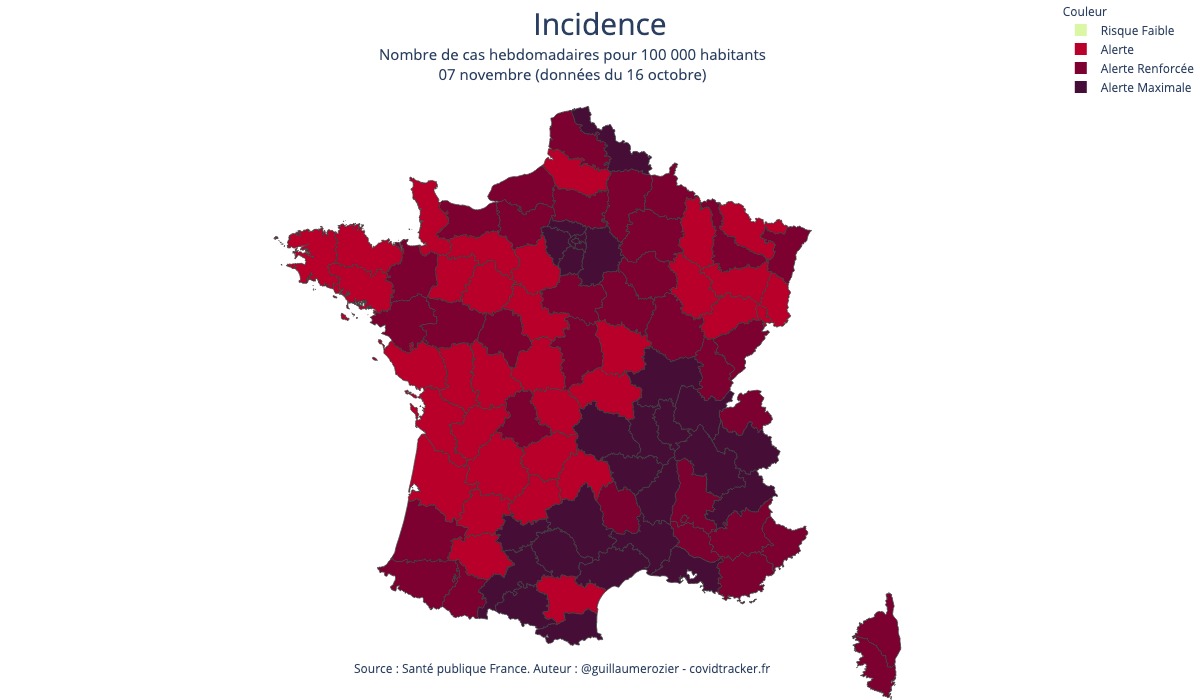 Incidence
Nombre de cas hebdomadaires pour 100 000 habitants
07 novembre (données du 16 octobre)
Couleur
Risque Faible
Alerte
Alerte Renforcée
Alerte Maximale
Source : Santé publique France. Auteur : @guillaumerozier - covidtracker.fr